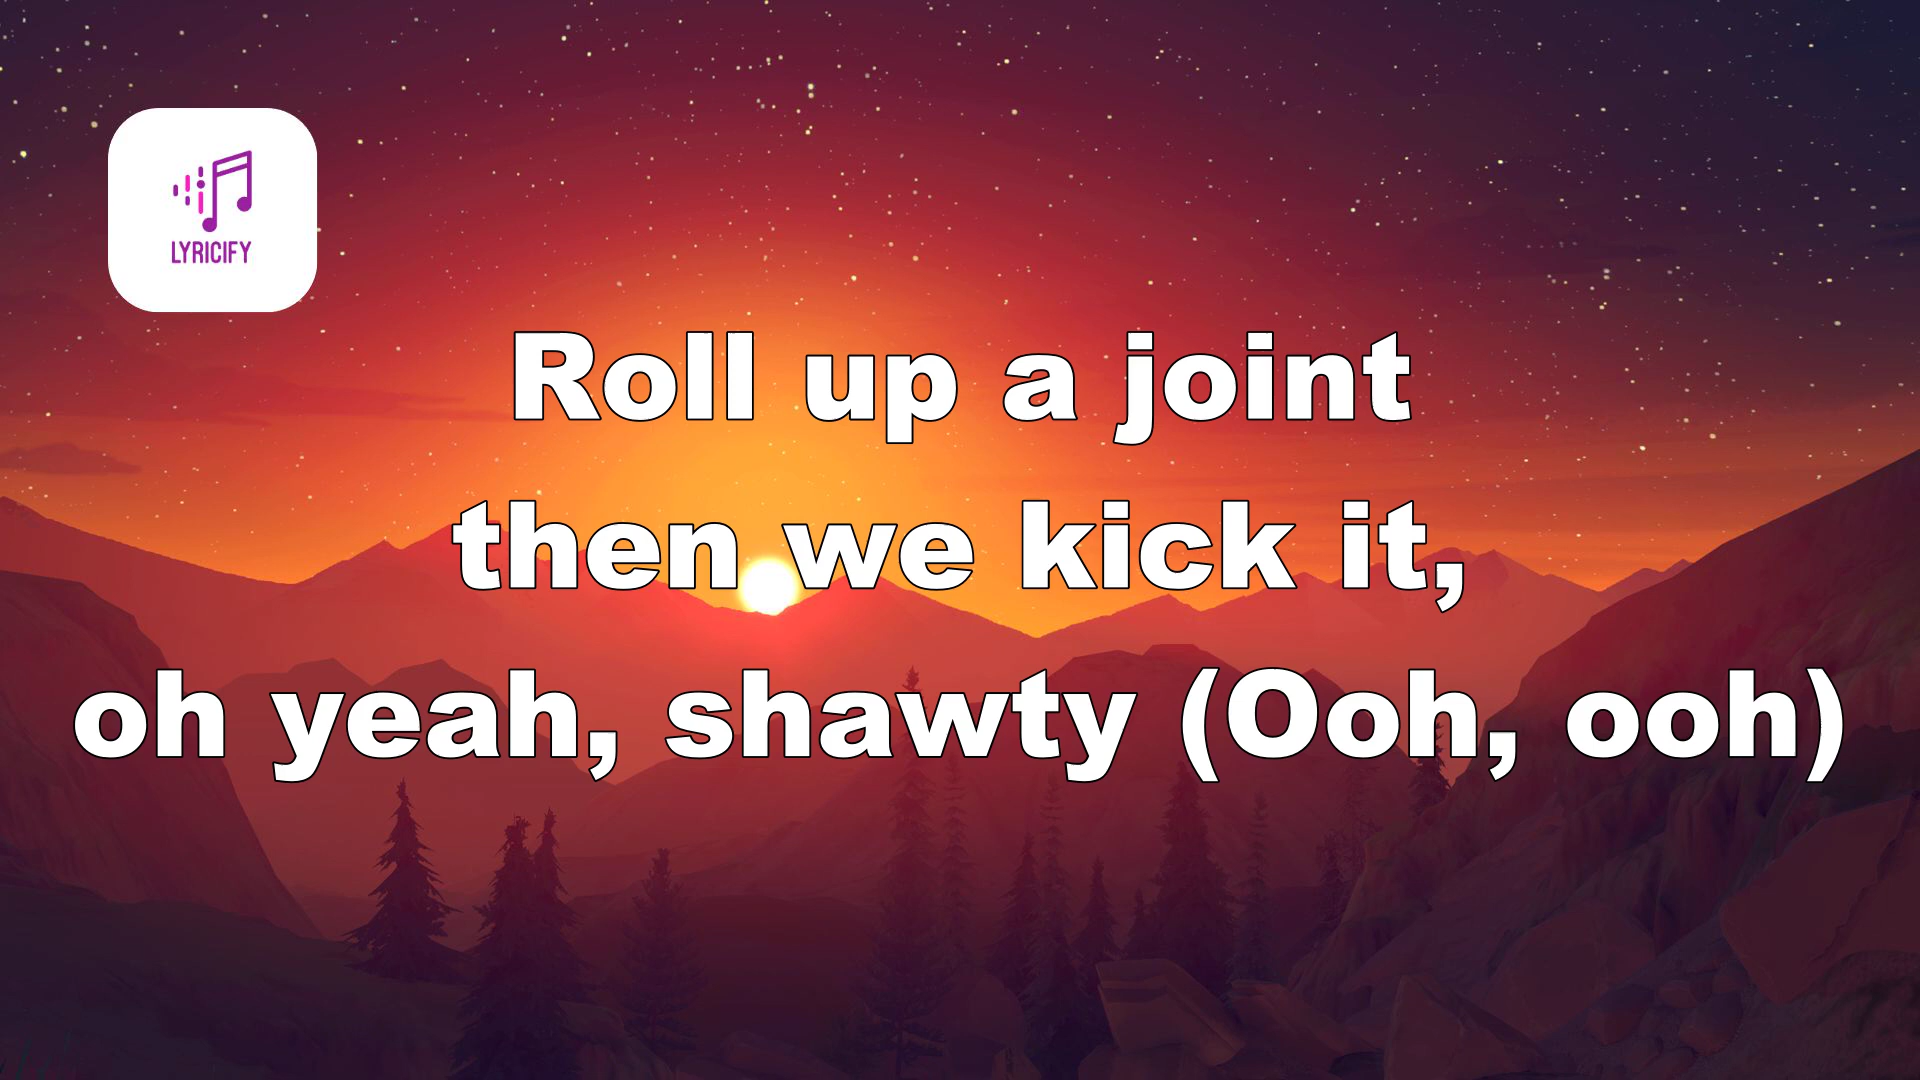 LYRICIFY
Roll up a joint
then we kick it,
oh yeah, shawty (Ooh, ooh)